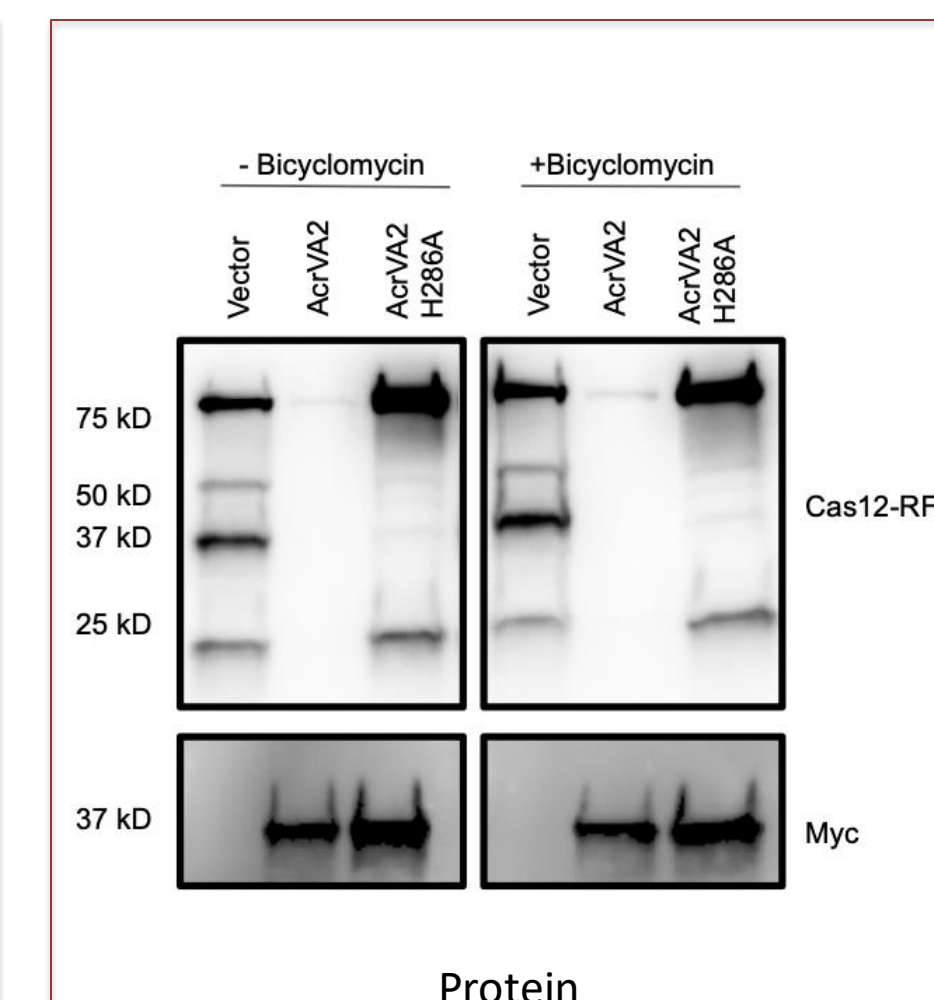 - Bicyclomycin
+Bicyclomycin
Vector
AcrVA2
AcrVA2
H286A
Vector
AcrVA2
AcrVA2
H286A
75 kD
50 kD
37 kD
25 kD
Cas12-RF
37 kD
Myc
Protein